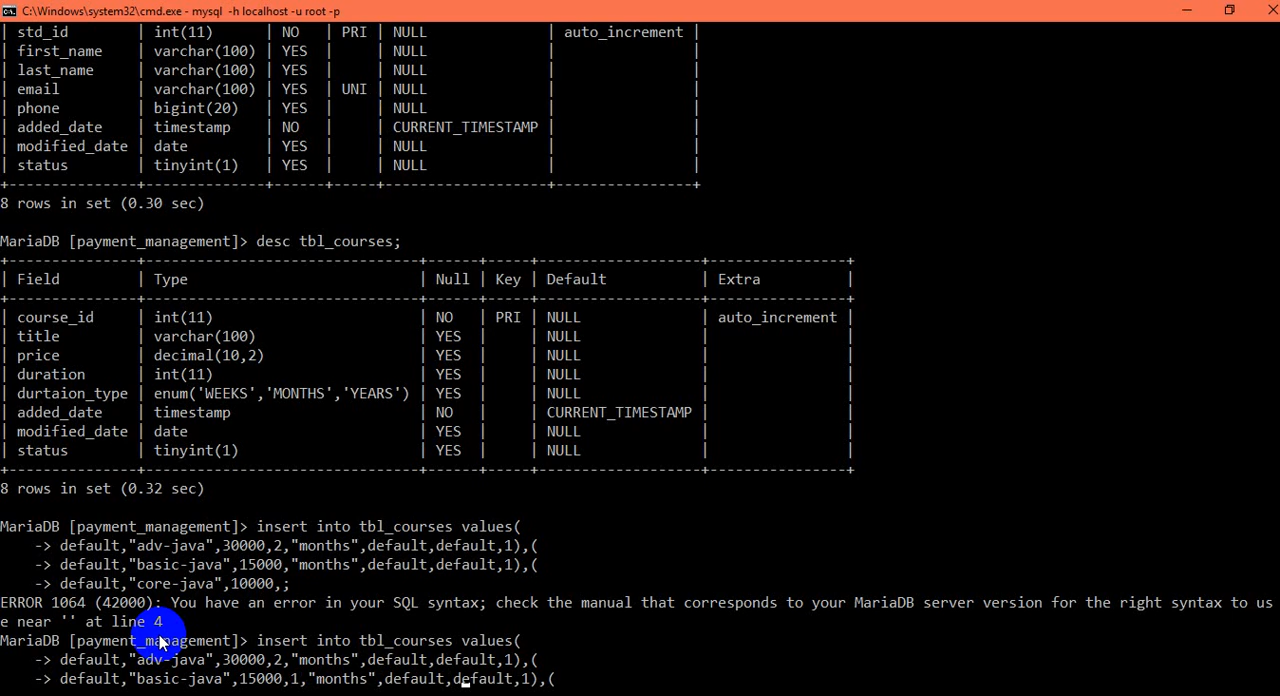 C:\Windows\system32\cmd.exe - mysql -h localhost -u root -p
| std_id        | int(11)      | NO   | PRI | NULL              | auto_increment |
| first_name    | varchar(100) | YES  |     | NULL              |                |
| last_name     | varchar(100) | YES  |     | NULL              |                |
| email         | varchar(100) | YES  | UNI | NULL              |                |
| phone         | bigint(20)   | YES  |     | NULL              |                |
| added_date    | timestamp    | NO   |     | CURRENT_TIMESTAMP |                |
| modified_date | date         | YES  |     | NULL              |                |
| status        | tinyint(1)   | YES  |     | NULL              |                |
+---------------+--------------+------+-----+-------------------+----------------+
8 rows in set (0.30 sec)
MariaDB [payment_management]> desc tbl_courses;
+---------------+--------------------------------+------+-----+-------------------+----------------+
| Field         | Type                           | Null | Key | Default           | Extra          |
+---------------+--------------------------------+------+-----+-------------------+----------------+
| course_id     | int(11)                        | NO   | PRI | NULL              | auto_increment |
| title         | varchar(100)                   | YES  |     | NULL              |                |
| price         | decimal(10,2)                  | YES  |     | NULL              |                |
| duration      | int(11)                        | YES  |     | NULL              |                |
| durtaion_type | enum('WEEKS','MONTHS','YEARS') | YES  |     | NULL              |                |
| added_date    | timestamp                      | NO   |     | CURRENT_TIMESTAMP |                |
| modified_date | date                           | YES  |     | NULL              |                |
| status        | tinyint(1)                     | YES  |     | NULL              |                |
+---------------+--------------------------------+------+-----+-------------------+----------------+
8 rows in set (0.32 sec)
MariaDB [payment_management]> insert into tbl_courses values(
    -> default,"adv-java",30000,2,"months",default,default,1),(
    -> default,"basic-java",15000,"months",default,default,1),(
    -> default,"core-java",10000,;
ERROR 1064 (42000): You have an error in your SQL syntax; check the manual that corresponds to your MariaDB server version for the right syntax to us
e near '' at line 4
MariaDB [payment_management]> insert into tbl_courses values(
    -> default,"adv-java",30000,2,"months",default,default,1),(
    -> default,"basic-java",15000,1,"months",default,default,1),(